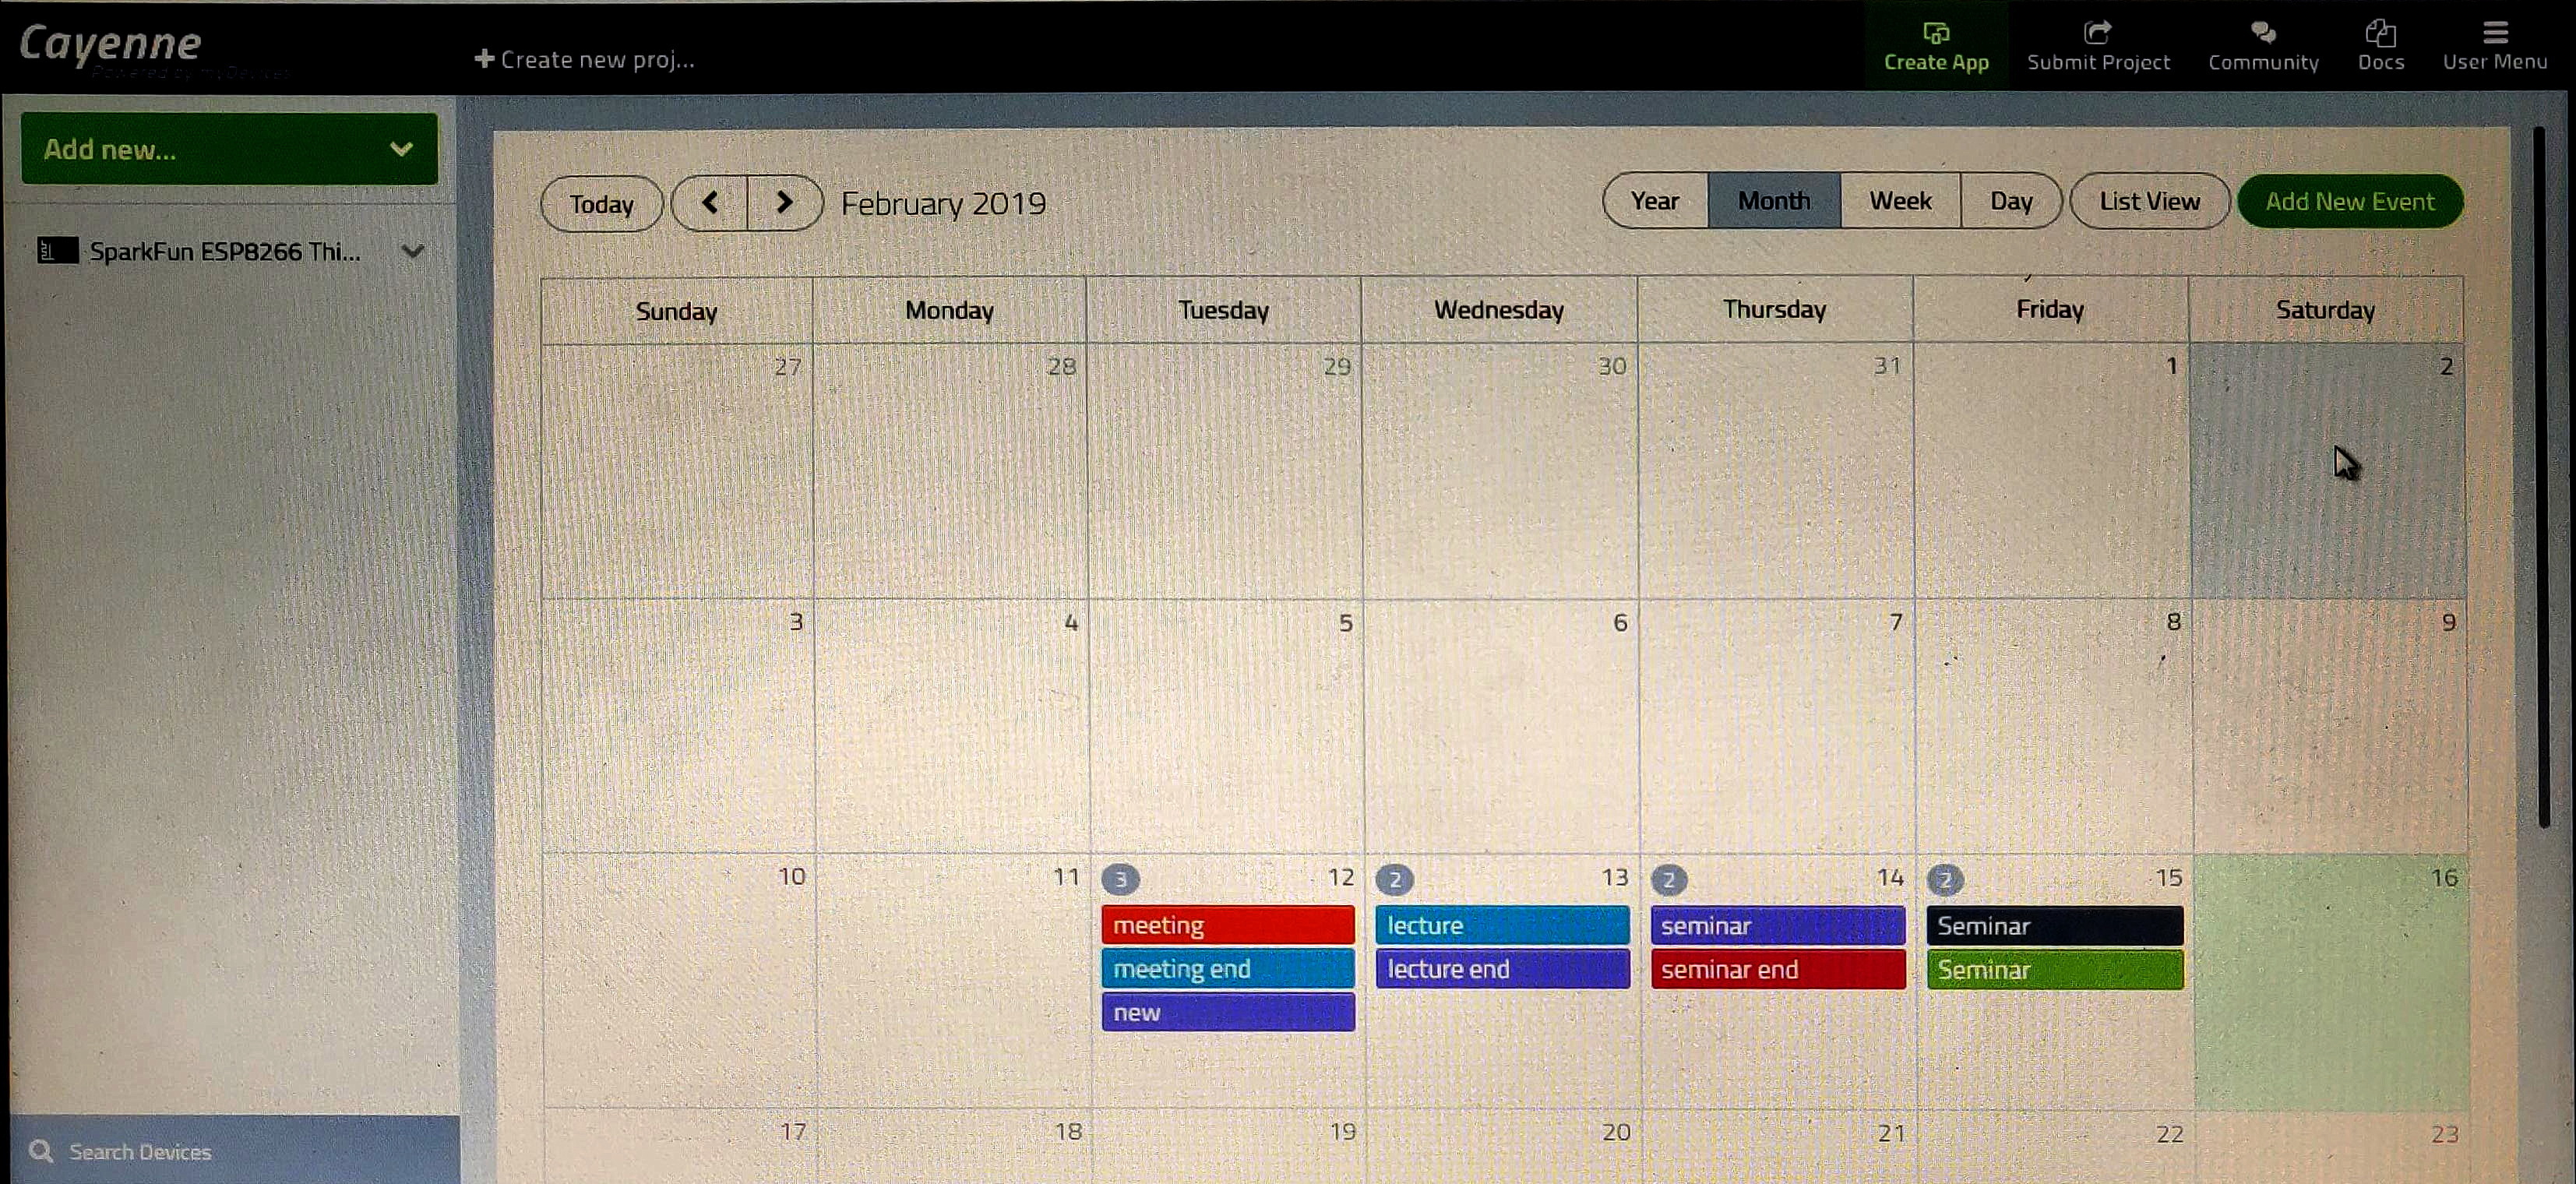 Cayenne
Powered by myDevices
+ Create new proj...
Create App
Submit Project
Community
Docs
User Menu
Add new...
SparkFun ESP8266 Thi...
Today
February 2019
Year
Month
Week
Day
List View
Add New Event
Sunday Monday Tuesday Wednesday Thursday Friday Saturday
27 28 29 30 31 1 2
3 4 5 6 7 8 9
10 11 3 12 2 13 2 14 2 15 16
meeting lecture seminar Seminar
meeting end lecture end seminar end Seminar
new
17 18 19 20 21 22 23
Search Devices